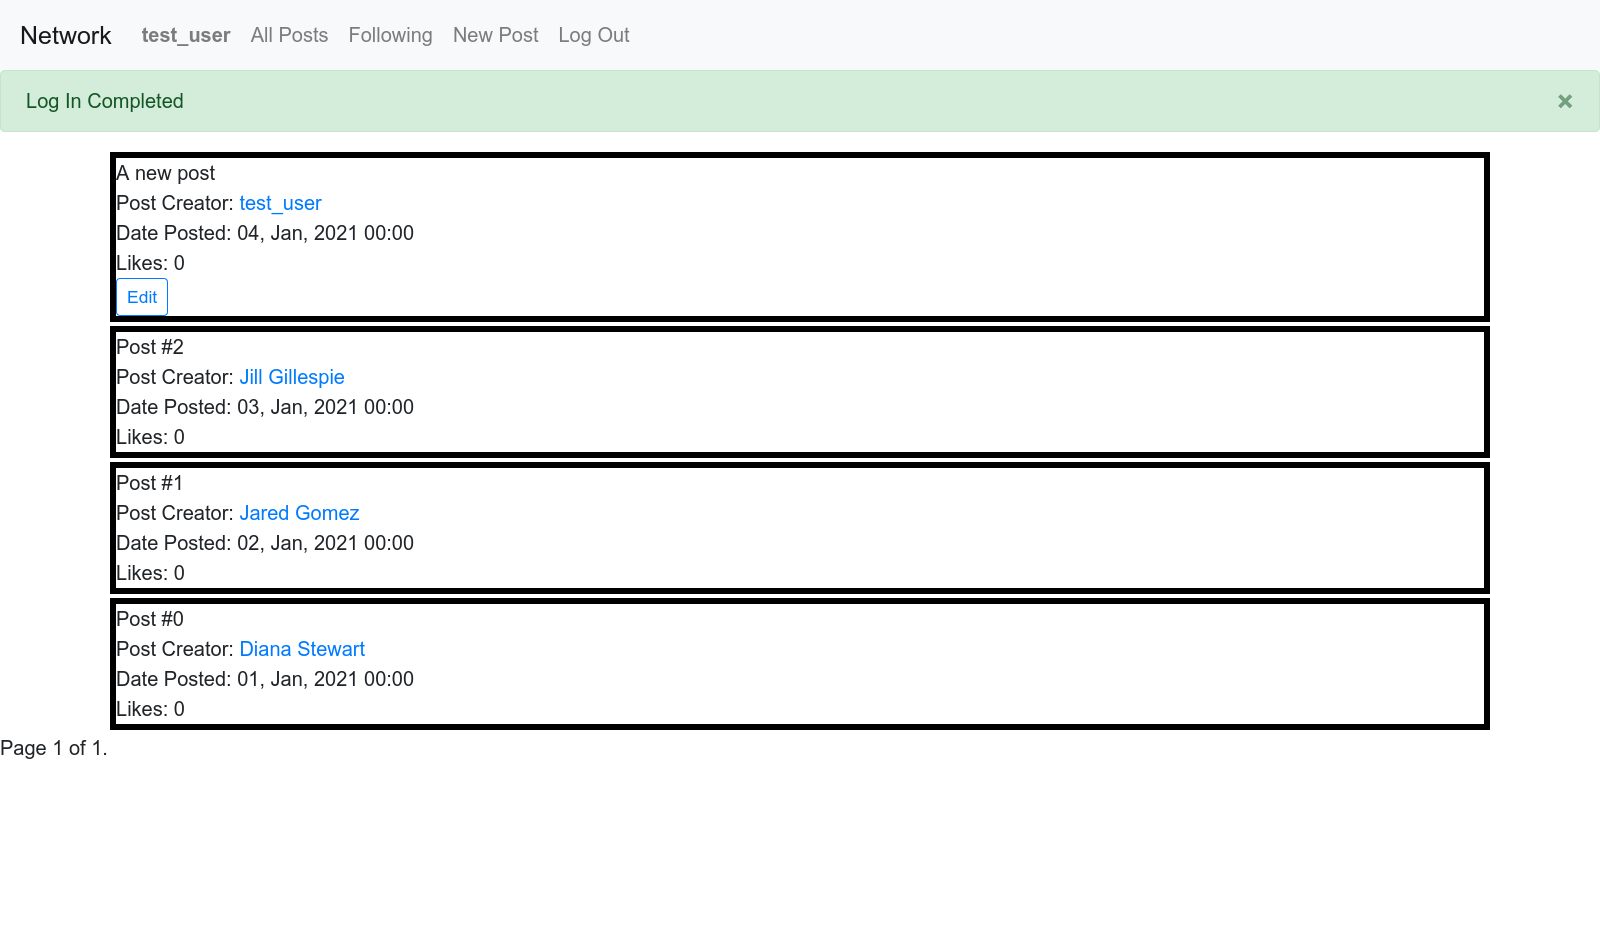 Network test_user All Posts Following New Post Log Out
Log In Completed ×
A new post
Post Creator: test_user
Date Posted: 04, Jan, 2021 00:00
Likes: 0
Edit
Post #2
Post Creator: Jill Gillespie
Date Posted: 03, Jan, 2021 00:00
Likes: 0
Post #1
Post Creator: Jared Gomez
Date Posted: 02, Jan, 2021 00:00
Likes: 0
Post #0
Post Creator: Diana Stewart
Date Posted: 01, Jan, 2021 00:00
Likes: 0
Page 1 of 1.